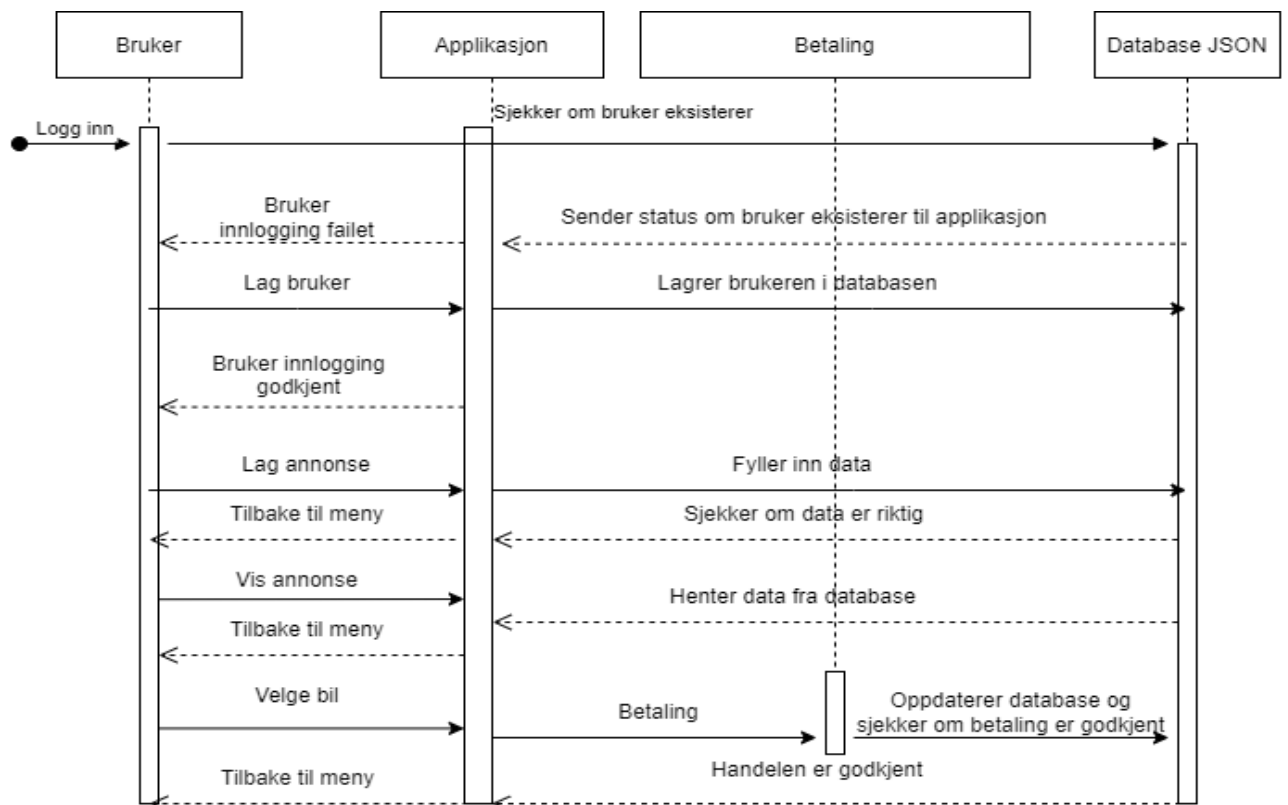 Bruker
Applikasjon
Betaling
Database JSON
Logg inn
Sjekker om bruker eksisterer
Bruker
innlogging failet
Sender status om bruker eksisterer til applikasjon
Lag bruker
Lagrer brukeren i databasen
Bruker innlogging
godkjent
Lag annonse
Fyller inn data
Tilbake til meny
Sjekker om data er riktig
Vis annonse
Henter data fra database
Tilbake til meny
Velge bil
Betaling
Oppdaterer database og
sjekker om betaling er godkjent
Handelen er godkjent
Tilbake til meny